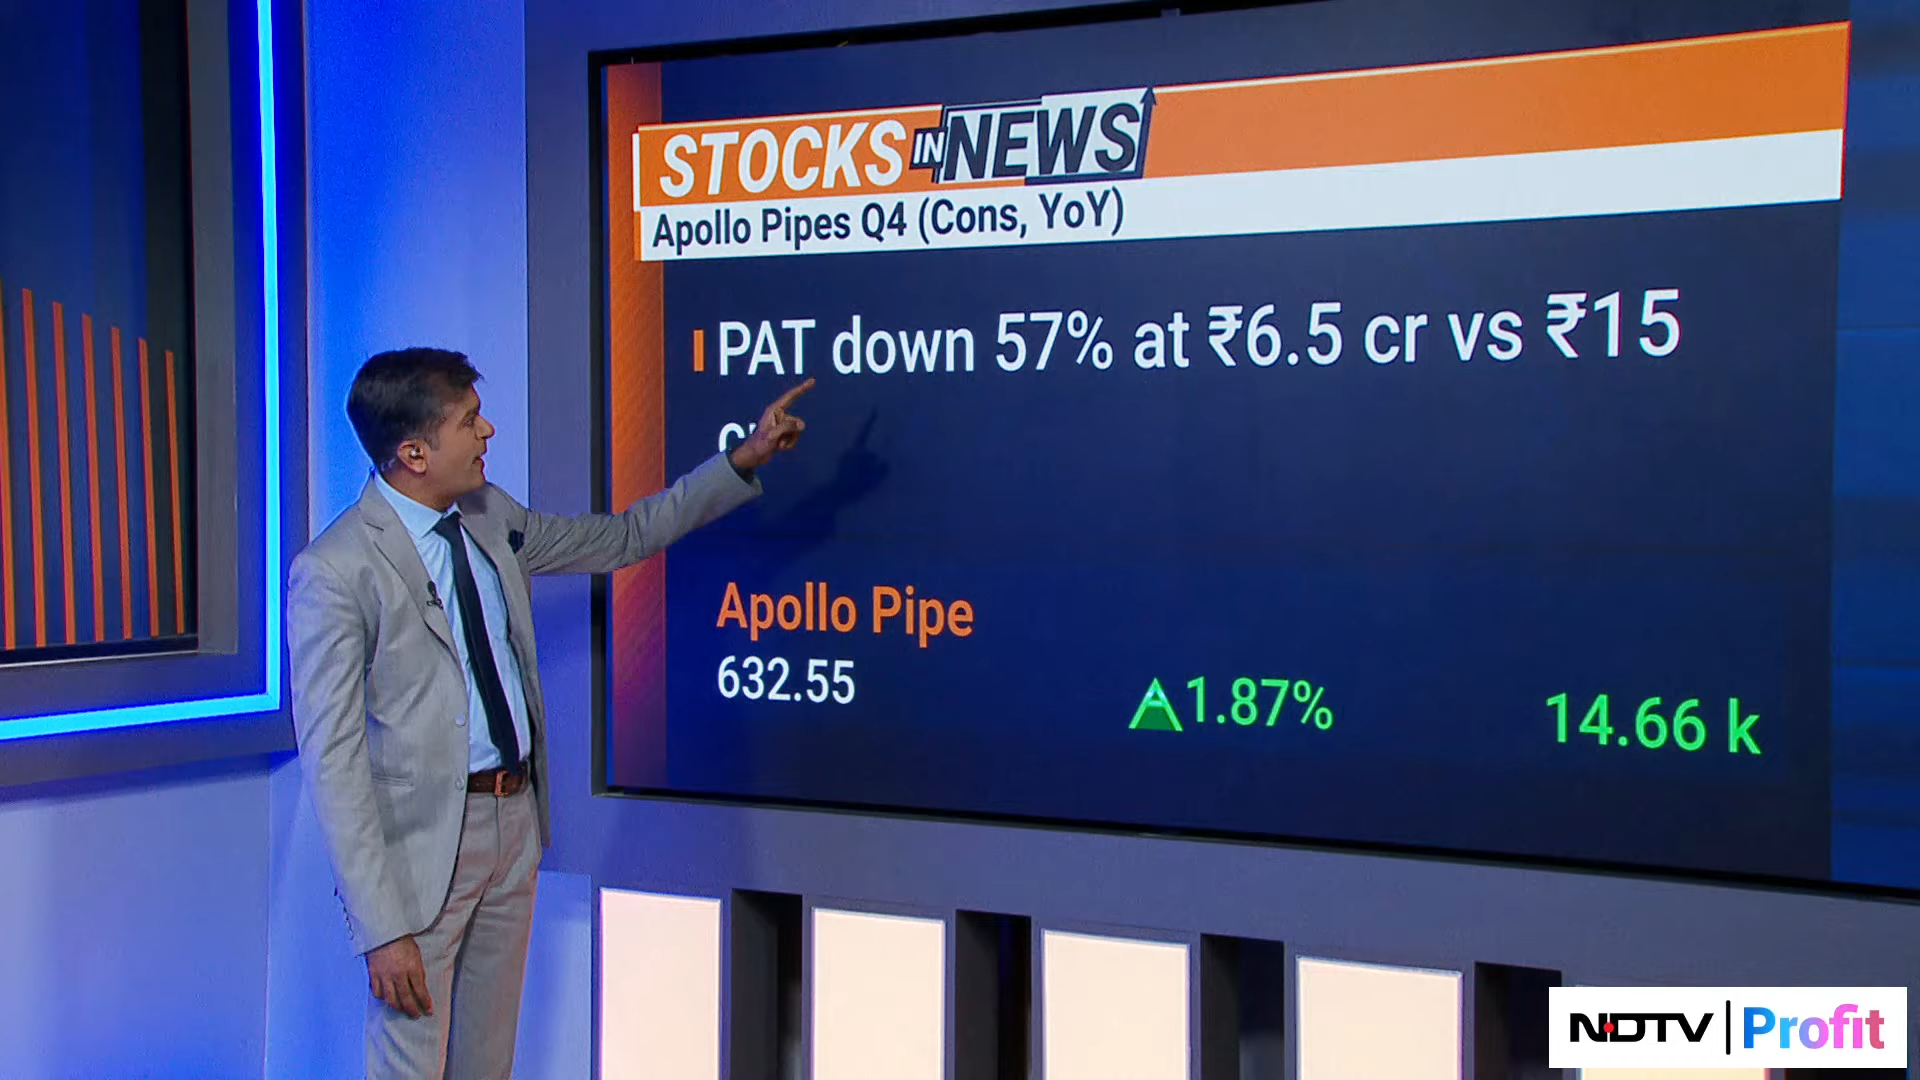 STOCKS IN NEWS
Apollo Pipes Q4 (Cons, YoY)
PAT down 57% at ₹6.5 cr vs ₹15
Apollo Pipe
632.55
1.87%
14.66 k
NDTV Profit